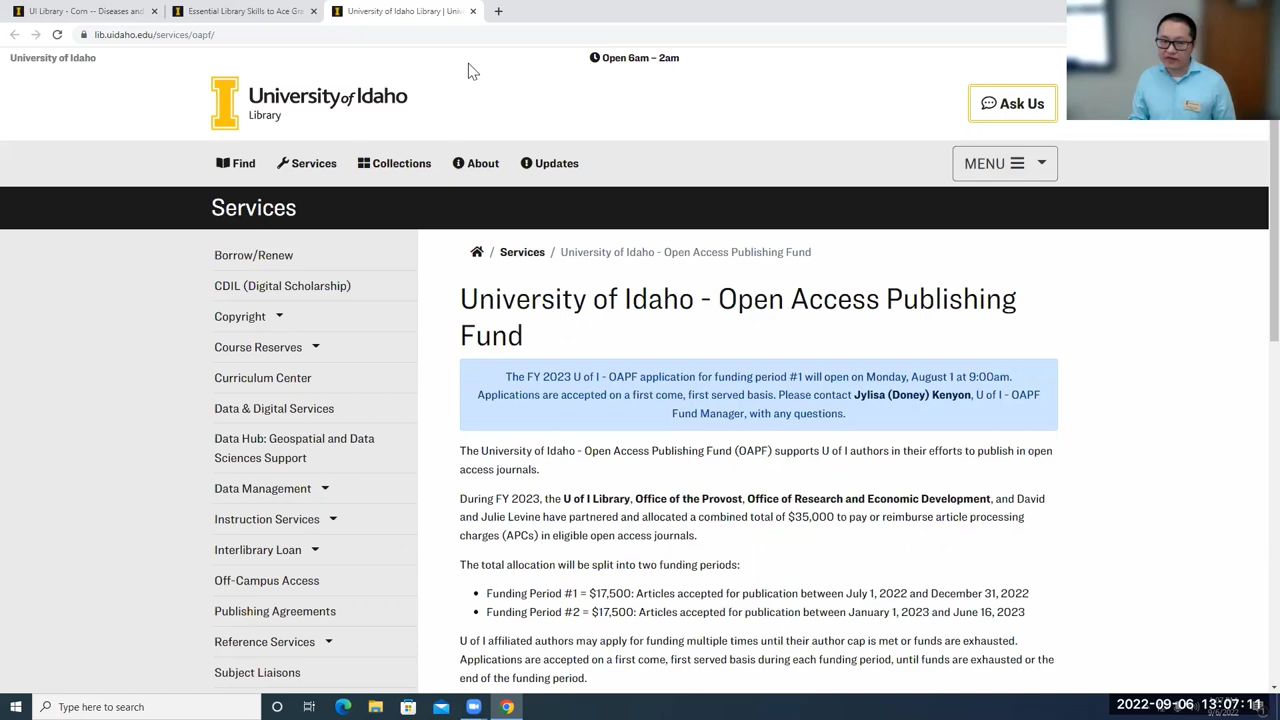 UI Library -- Corn -- Diseases and
Essential Library Skills to Ace Gra
University of Idaho Library | Univ
lib.uidaho.edu/services/oapf/
University of Idaho
Open 6am – 2am
University of Idaho
Library
Ask Us
Find
Services
Collections
About
Updates
MENU
Services
Borrow/Renew
CDIL (Digital Scholarship)
Copyright
Course Reserves
Curriculum Center
Data & Digital Services
Data Hub: Geospatial and Data
Sciences Support
Data Management
Instruction Services
Interlibrary Loan
Off-Campus Access
Publishing Agreements
Reference Services
Subject Liaisons
/ Services / University of Idaho - Open Access Publishing Fund
University of Idaho - Open Access Publishing
Fund
The FY 2023 U of I - OAPF application for funding period #1 will open on Monday, August 1 at 9:00am.
Applications are accepted on a first come, first served basis. Please contact Jylisa (Doney) Kenyon, U of I - OAPF
Fund Manager, with any questions.
The University of Idaho - Open Access Publishing Fund (OAPF) supports U of I authors in their efforts to publish in open
access journals.
During FY 2023, the U of I Library, Office of the Provost, Office of Research and Economic Development, and David
and Julie Levine have partnered and allocated a combined total of $35,000 to pay or reimburse article processing
charges (APCs) in eligible open access journals.
The total allocation will be split into two funding periods:
• Funding Period #1 = $17,500: Articles accepted for publication between July 1, 2022 and December 31, 2022
• Funding Period #2 = $17,500: Articles accepted for publication between January 1, 2023 and June 16, 2023
U of I affiliated authors may apply for funding multiple times until their author cap is met or funds are exhausted.
Applications are accepted on a first come, first served basis during each funding period, until funds are exhausted or the
end of the funding period.
Type here to search
2022-09-06 13:07:11